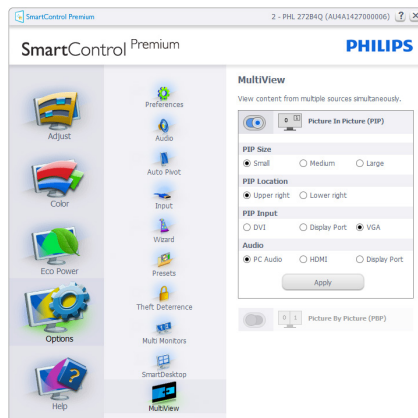 SmartControl Premium
2 - PHL 272B4Q (AU4A1427000006) ? X
SmartControl Premium
PHILIPS
Adjust
Color
Eco Power
Options
Help
Preferences
Audio
Auto Pivot
Input
Wizard
Presets
Theft Deterrence
Multi Monitors
SmartDesktop
MultiView
MultiView
View content from multiple sources simultaneously.
Picture In Picture (PIP)
PIP Size
Small Medium Large
PIP Location
Upper right Lower right
PIP Input
DVI Display Port VGA
Audio
PC Audio HDMI Display Port
Apply
0 1 Picture By Picture (PBP)